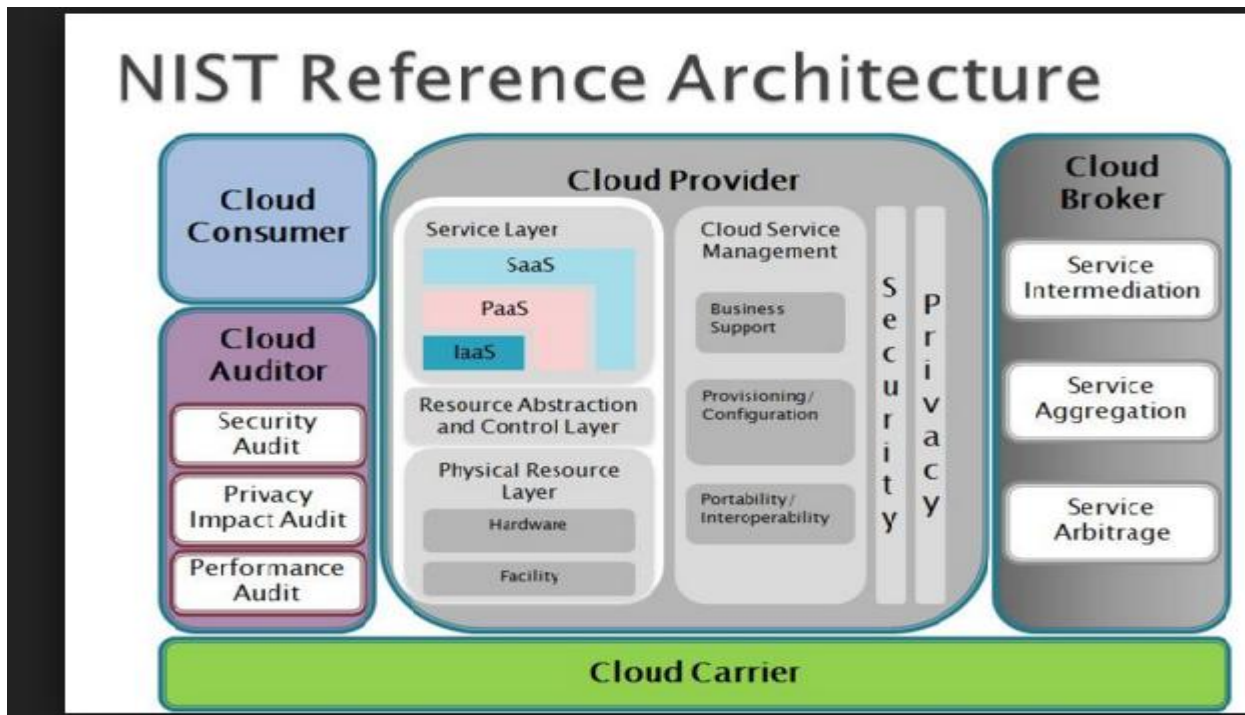 NIST Reference Architecture
Cloud
Consumer
Cloud
Auditor
Security
Audit
Privacy
Impact Audit
Performance
Audit
Cloud Provider
Service Layer
SaaS
PaaS
IaaS
Resource Abstraction
and Control Layer
Physical Resource
Layer
Hardware
Facility
Cloud Service
Management
Business
Support
Provisioning/
Configuration
Portability/
Interoperability
Security
Privacy
Cloud
Broker
Service
Intermediation
Service
Aggregation
Service
Arbitrage
Cloud Carrier